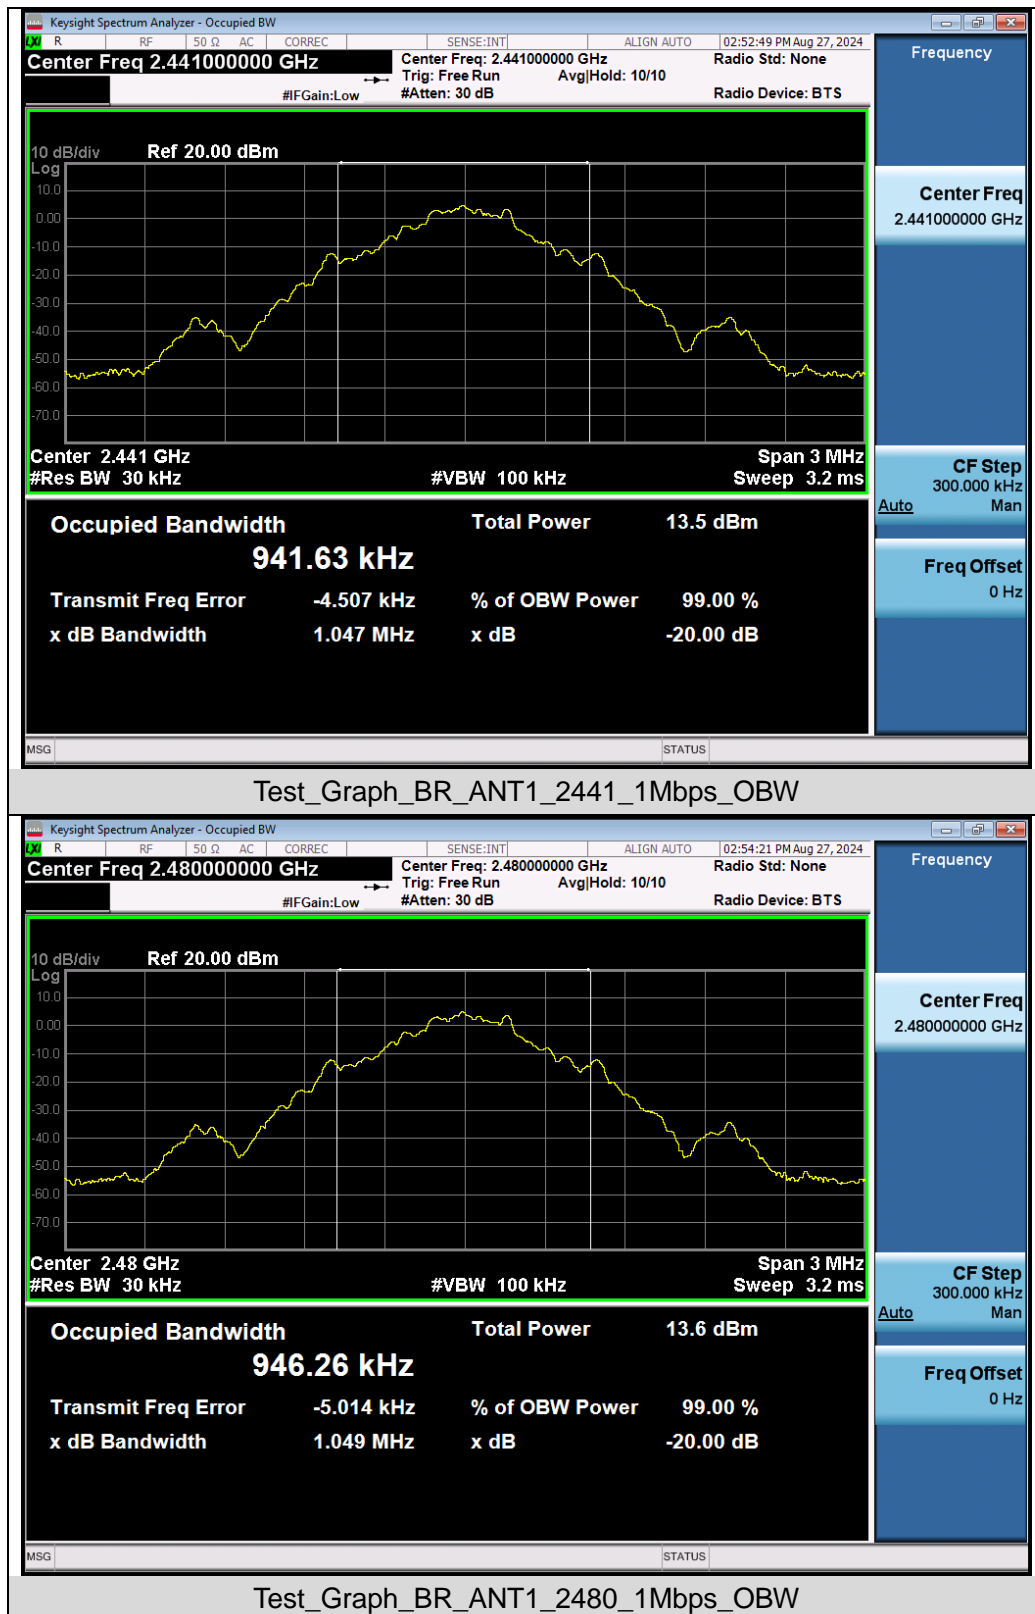 Keysight Spectrum Analyzer - Occupied BW
LXI R RF 50 Ω AC CORREC SENSE:INT ALIGN AUTO 02:52:49 PM Aug 27, 2024
Center Freq 2.441000000 GHz
Center Freq: 2.441000000 GHz
Radio Std: None
Trig: Free Run Avg|Hold: 10/10
#IFGain:Low
#Atten: 30 dB
Radio Device: BTS
Frequency
10 dB/div Ref 20.00 dBm
Log
10.0
0.00
-10.0
-20.0
-30.0
-40.0
-50.0
-60.0
-70.0
Center Freq
2.441000000 GHz
Center 2.441 GHz Span 3 MHz
#Res BW 30 kHz #VBW 100 kHz Sweep 3.2 ms
CF Step
300.000 kHz
Auto Man
Occupied Bandwidth Total Power 13.5 dBm
941.63 kHz
Freq Offset
0 Hz
Transmit Freq Error -4.507 kHz % of OBW Power 99.00 %
x dB Bandwidth 1.047 MHz x dB -20.00 dB
MSG STATUS
Test_Graph_BR_ANT1_2441_1Mbps_OBW
Keysight Spectrum Analyzer - Occupied BW
LXI R RF 50 Ω AC CORREC SENSE:INT ALIGN AUTO 02:54:21 PM Aug 27, 2024
Center Freq 2.480000000 GHz
Center Freq: 2.480000000 GHz
Radio Std: None
Trig: Free Run Avg|Hold: 10/10
#IFGain:Low
#Atten: 30 dB
Radio Device: BTS
Frequency
10 dB/div Ref 20.00 dBm
Log
10.0
0.00
-10.0
-20.0
-30.0
-40.0
-50.0
-60.0
-70.0
Center Freq
2.480000000 GHz
Center 2.48 GHz Span 3 MHz
#Res BW 30 kHz #VBW 100 kHz Sweep 3.2 ms
CF Step
300.000 kHz
Auto Man
Occupied Bandwidth Total Power 13.6 dBm
946.26 kHz
Freq Offset
0 Hz
Transmit Freq Error -5.014 kHz % of OBW Power 99.00 %
x dB Bandwidth 1.049 MHz x dB -20.00 dB
MSG STATUS
Test_Graph_BR_ANT1_2480_1Mbps_OBW